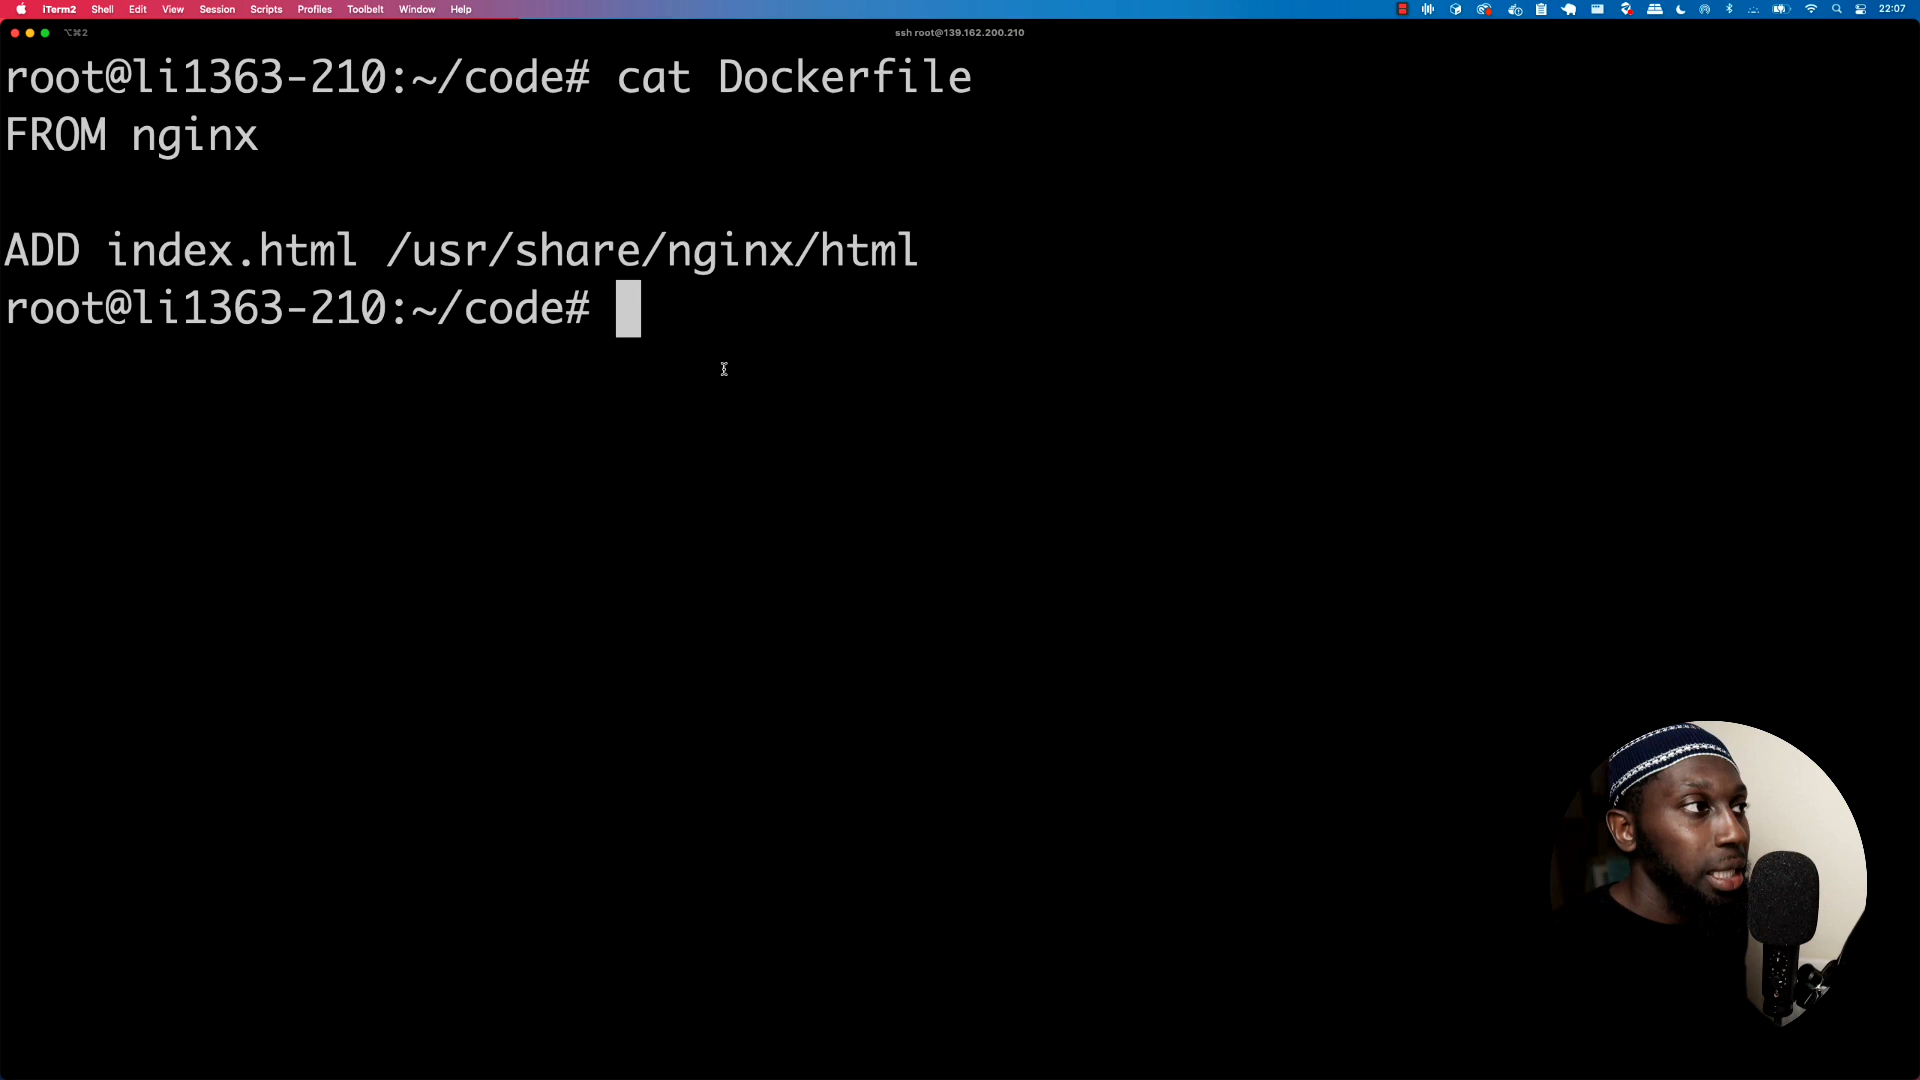 iTerm2 Shell Edit View Session Scripts Profiles Toolbelt Window Help 22:07
⌥⌘2 ssh root@139.162.200.210
root@li1363-210:~/code# cat Dockerfile
FROM nginx
ADD index.html /usr/share/nginx/html
root@li1363-210:~/code#